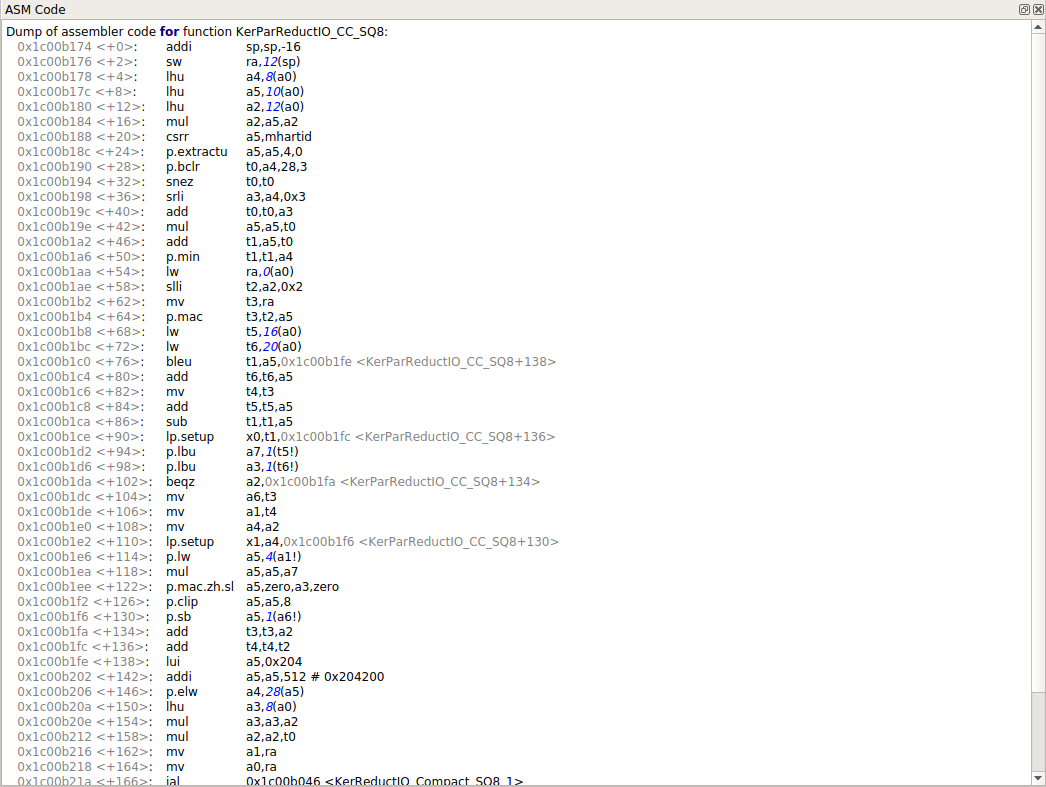 ASM Code
Dump of assembler code for function KerParReductIO_CC_SQ8:
0x1c00b174 <+0>: addi sp,sp,-16
0x1c00b176 <+2>: sw ra,12(sp)
0x1c00b178 <+4>: lhu a4,8(a0)
0x1c00b17c <+8>: lhu a5,10(a0)
0x1c00b180 <+12>: lhu a2,12(a0)
0x1c00b184 <+16>: mul a2,a5,a2
0x1c00b188 <+20>: csrr a5,mhartid
0x1c00b18c <+24>: p.extractu a5,a5,4,0
0x1c00b190 <+28>: p.bclr t0,a4,28,3
0x1c00b194 <+32>: snez t0,t0
0x1c00b198 <+36>: srli a3,a4,0x3
0x1c00b19c <+40>: add t0,t0,a3
0x1c00b19e <+42>: mul a5,a5,t0
0x1c00b1a2 <+46>: add t1,a5,t0
0x1c00b1a6 <+50>: p.min t1,t1,a4
0x1c00b1aa <+54>: lw ra,0(a0)
0x1c00b1ae <+58>: slli t2,a2,0x2
0x1c00b1b2 <+62>: mv t3,ra
0x1c00b1b4 <+64>: p.mac t3,t2,a5
0x1c00b1b8 <+68>: lw t5,16(a0)
0x1c00b1bc <+72>: lw t6,20(a0)
0x1c00b1c0 <+76>: bleu t1,a5,0x1c00b1fe <KerParReductIO_CC_SQ8+138>
0x1c00b1c4 <+80>: add t6,t6,a5
0x1c00b1c6 <+82>: mv t4,t3
0x1c00b1c8 <+84>: add t5,t5,a5
0x1c00b1ca <+86>: sub t1,t1,a5
0x1c00b1ce <+90>: lp.setup x0,t1,0x1c00b1fc <KerParReductIO_CC_SQ8+136>
0x1c00b1d2 <+94>: p.lbu a7,1(t5!)
0x1c00b1d6 <+98>: p.lbu a3,1(t6!)
0x1c00b1da <+102>: beqz a2,0x1c00b1fa <KerParReductIO_CC_SQ8+134>
0x1c00b1dc <+104>: mv a6,t3
0x1c00b1de <+106>: mv a1,t4
0x1c00b1e0 <+108>: mv a4,a2
0x1c00b1e2 <+110>: lp.setup x1,a4,0x1c00b1f6 <KerParReductIO_CC_SQ8+130>
0x1c00b1e6 <+114>: p.lw a5,4(a1!)
0x1c00b1ea <+118>: mul a5,a5,a7
0x1c00b1ee <+122>: p.mac.zh.sl a5,zero,a3,zero
0x1c00b1f2 <+126>: p.clip a5,a5,8
0x1c00b1f6 <+130>: p.sb a5,1(a6!)
0x1c00b1fa <+134>: add t3,t3,a2
0x1c00b1fc <+136>: add t4,t4,t2
0x1c00b1fe <+138>: lui a5,0x204
0x1c00b202 <+142>: addi a5,a5,512 # 0x204200
0x1c00b206 <+146>: p.elw a4,28(a5)
0x1c00b20a <+150>: lhu a3,8(a0)
0x1c00b20e <+154>: mul a3,a3,a2
0x1c00b212 <+158>: mul a2,a2,t0
0x1c00b216 <+162>: mv a1,ra
0x1c00b218 <+164>: mv a0,ra
0x1c00b21a <+166>: jal 0x1c00b046 <KerReductIO_Compact_SQ8_1>